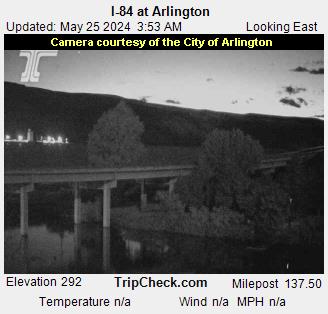 I-84 at Arlington
Updated: May 25 2024 3:53 AM Looking East
Camera courtesy of the City of Arlington
Elevation 292 TripCheck.com Milepost 137.50
Temperature n/a Wind n/a MPH n/a